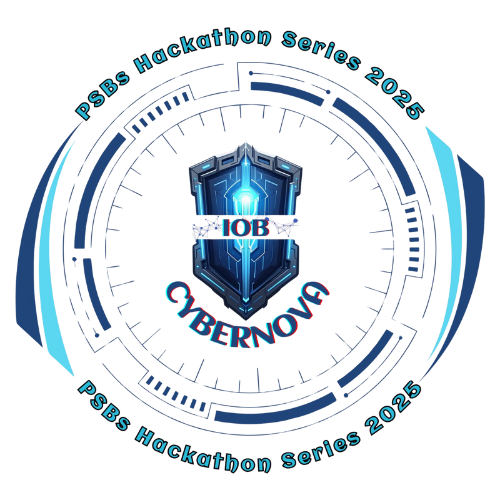 PSBs Hackathon Series 2025
IOB
CYBERNOVA
PSBs Hackathon Series 2025